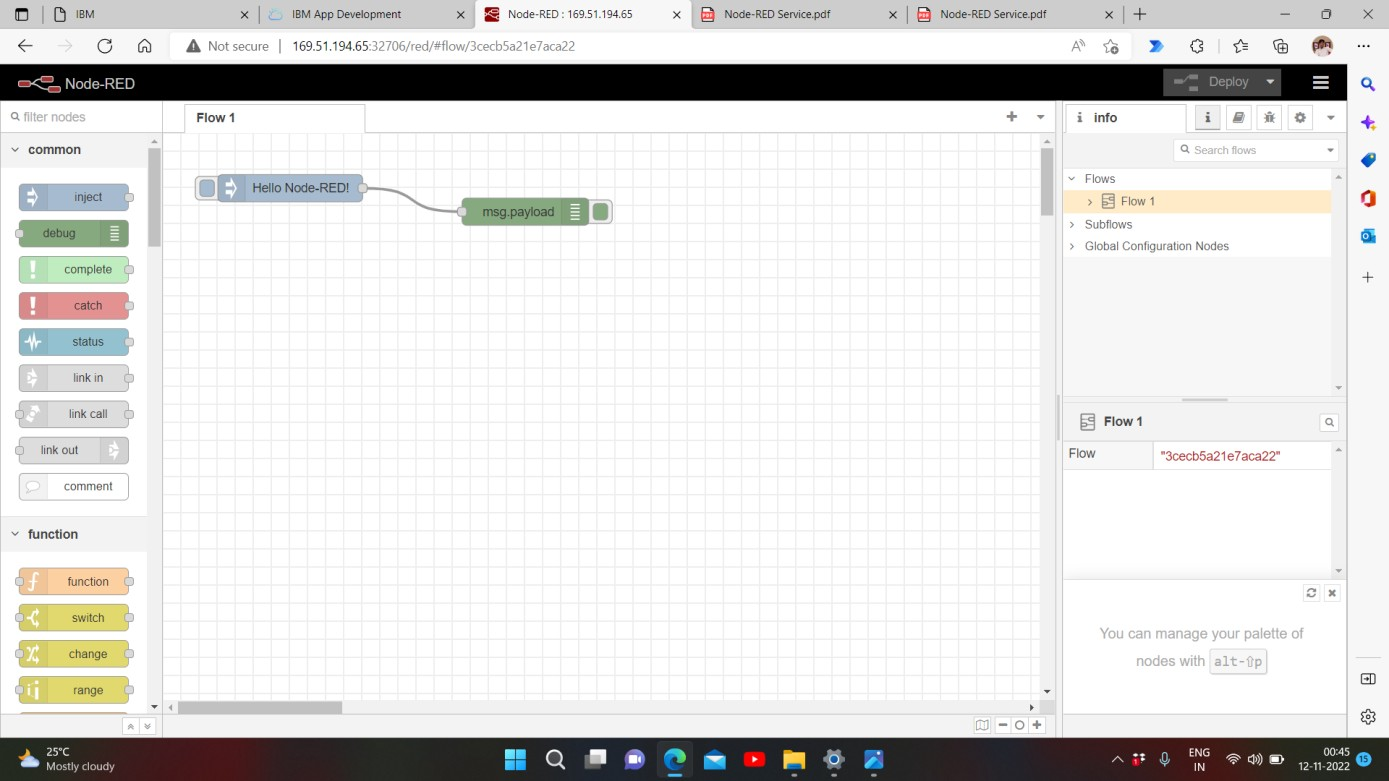 IBM
IBM App Development
Node-RED : 169.51.194.65
Node-RED Service.pdf
Node-RED Service.pdf
Not secure
169.51.194.65:32706/red/#flow/3cecb5a21e7aca22
Node-RED
Deploy
filter nodes
Flow 1
info
Search flows
common
inject
debug
complete
catch
status
link in
link call
link out
comment
function
function
switch
change
range
Hello Node-RED!
msg.payload
Flows
Flow 1
Subflows
Global Configuration Nodes
Flow 1
Flow
"3cecb5a21e7aca22"
You can manage your palette of
nodes with alt-⇧p
25°C
Mostly cloudy
ENG
IN
00:45
12-11-2022
15